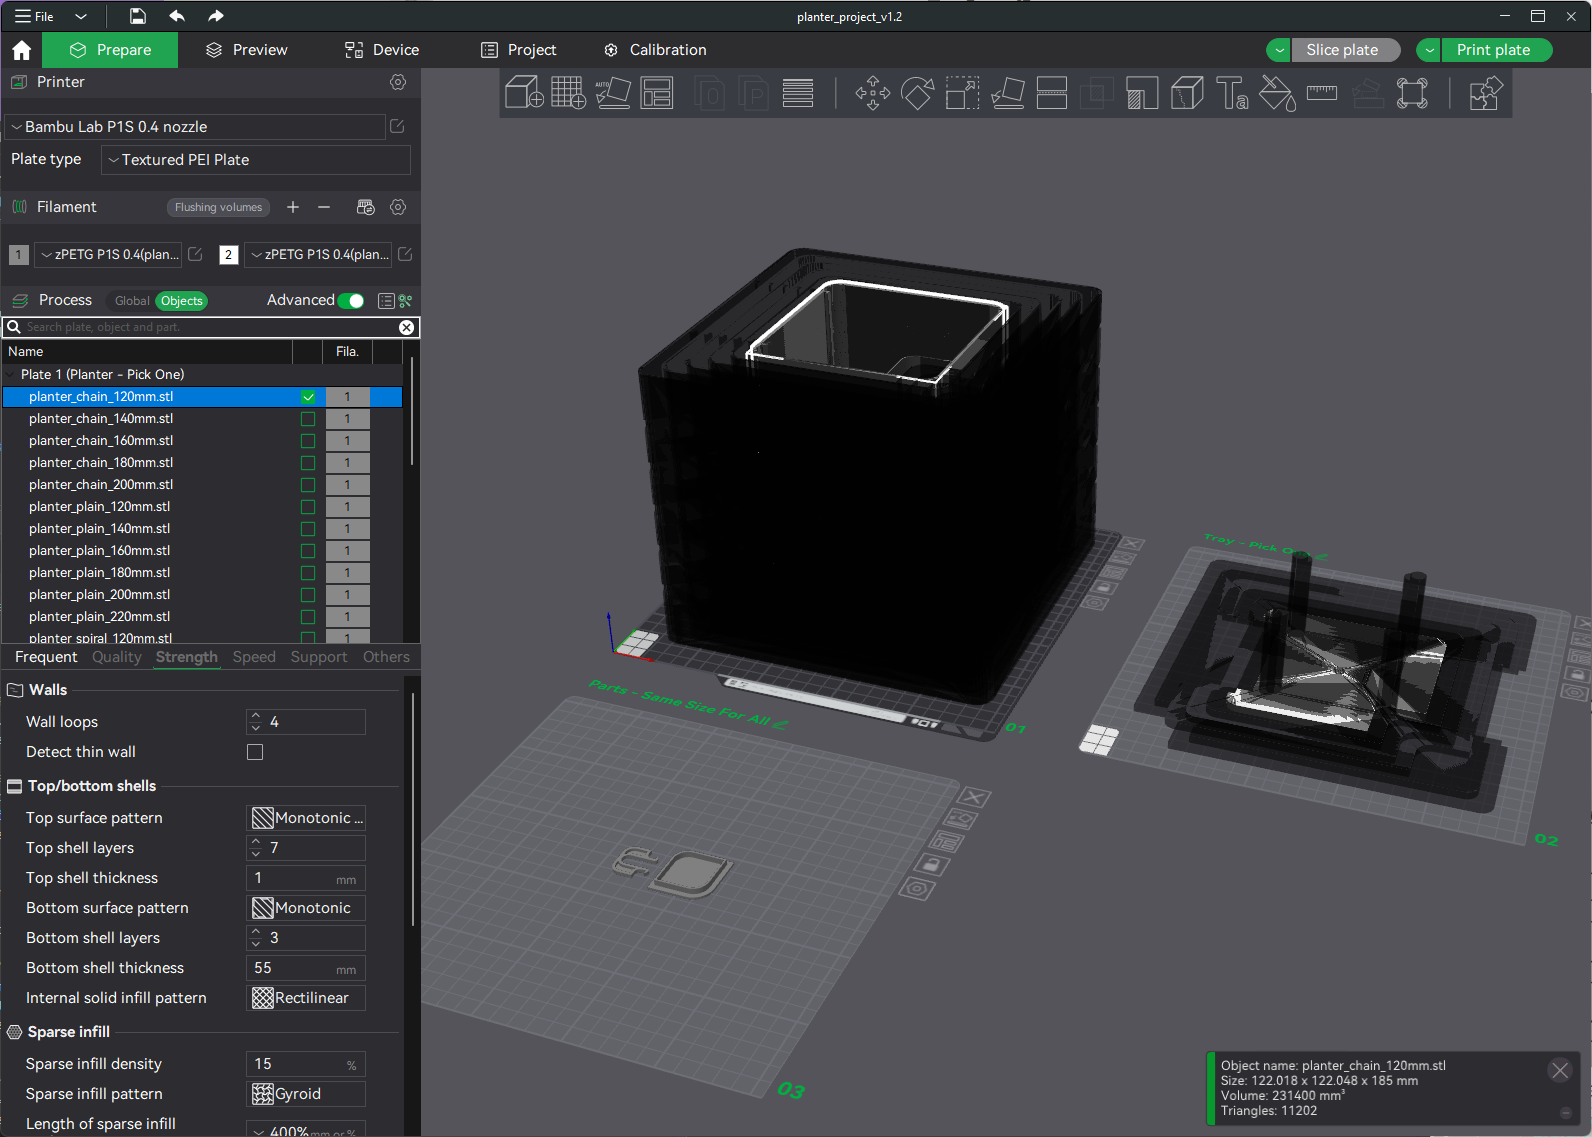 File
planter_project_v1.2
Prepare
Preview
Device
Project
Calibration
Slice plate
Print plate
Printer
Bambu Lab P1S 0.4 nozzle
Plate type
Textured PEI Plate
Filament
Flushing volumes
1
zPETG P1S 0.4(plan...
2
zPETG P1S 0.4(plan...
Process
Global
Objects
Advanced
Search plate, object and part.
Name
Fila.
Plate 1 (Planter - Pick One)
planter_chain_120mm.stl 1
planter_chain_140mm.stl 1
planter_chain_160mm.stl 1
planter_chain_180mm.stl 1
planter_chain_200mm.stl 1
planter_plain_120mm.stl 1
planter_plain_140mm.stl 1
planter_plain_160mm.stl 1
planter_plain_180mm.stl 1
planter_plain_200mm.stl 1
planter_plain_220mm.stl 1
planter_spiral_120mm.stl 1
Frequent
Quality
Strength
Speed
Support
Others
Walls
Wall loops 4
Detect thin wall
Top/bottom shells
Top surface pattern Monotonic ...
Top shell layers 7
Top shell thickness 1 mm
Bottom surface pattern Monotonic
Bottom shell layers 3
Bottom shell thickness 55 mm
Internal solid infill pattern Rectilinear
Sparse infill
Sparse infill density 15 %
Sparse infill pattern Gyroid
Length of sparse infill 400% mm or %
AUTO
Tray - Pick
Parts - Same Size For All
01
02
03
Object name: planter_chain_120mm.stl
Size: 122.018 x 122.048 x 185 mm
Volume: 231400 mm³
Triangles: 11202